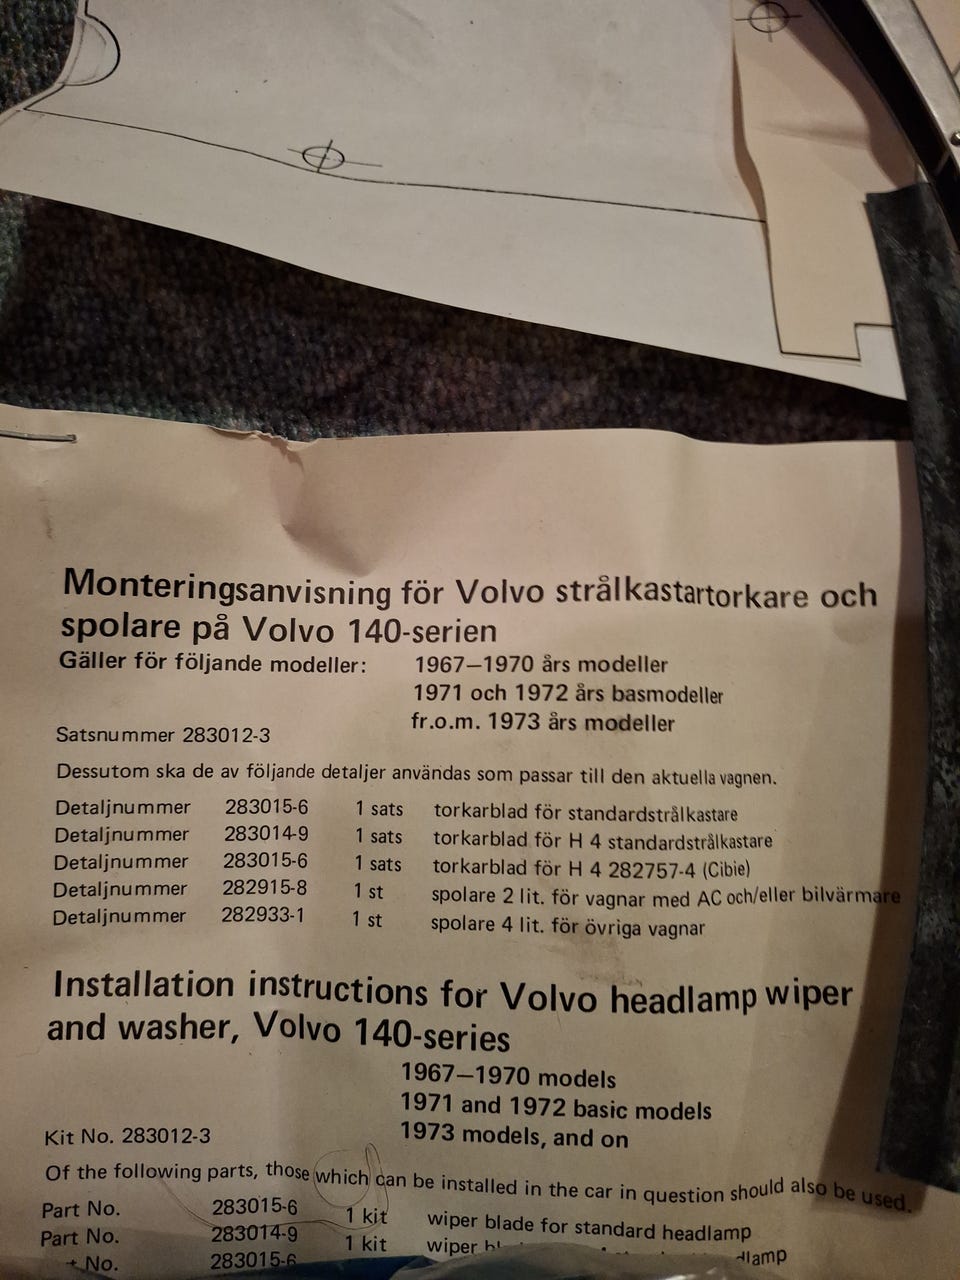 Monteringsanvisning för Volvo strålkastartorkare och
spolare på Volvo 140-serien
Gäller för följande modeller: 1967–1970 års modeller
1971 och 1972 års basmodeller
fr.o.m. 1973 års modeller
Satsnummer 283012-3
Dessutom ska de av följande detaljer användas som passar till den aktuella vagnen.
Detaljnummer 283015-6 1 sats torkarblad för standardstrålkastare
Detaljnummer 283014-9 1 sats torkarblad för H 4 standardstrålkastare
Detaljnummer 283015-6 1 sats torkarblad för H 4 282757-4 (Cibie)
Detaljnummer 282915-8 1 st spolare 2 lit. för vagnar med AC och/eller bilvärmare
Detaljnummer 282933-1 1 st spolare 4 lit. för övriga vagnar
Installation instructions for Volvo headlamp wiper
and washer, Volvo 140-series
1967–1970 models
1971 and 1972 basic models
1973 models, and on
Kit No. 283012-3
Of the following parts, those which can be installed in the car in question should also be used.
Part No. 283015-6 1 kit wiper blade for standard headlamp
Part No. 283014-9 1 kit wiper
No. 283015-6